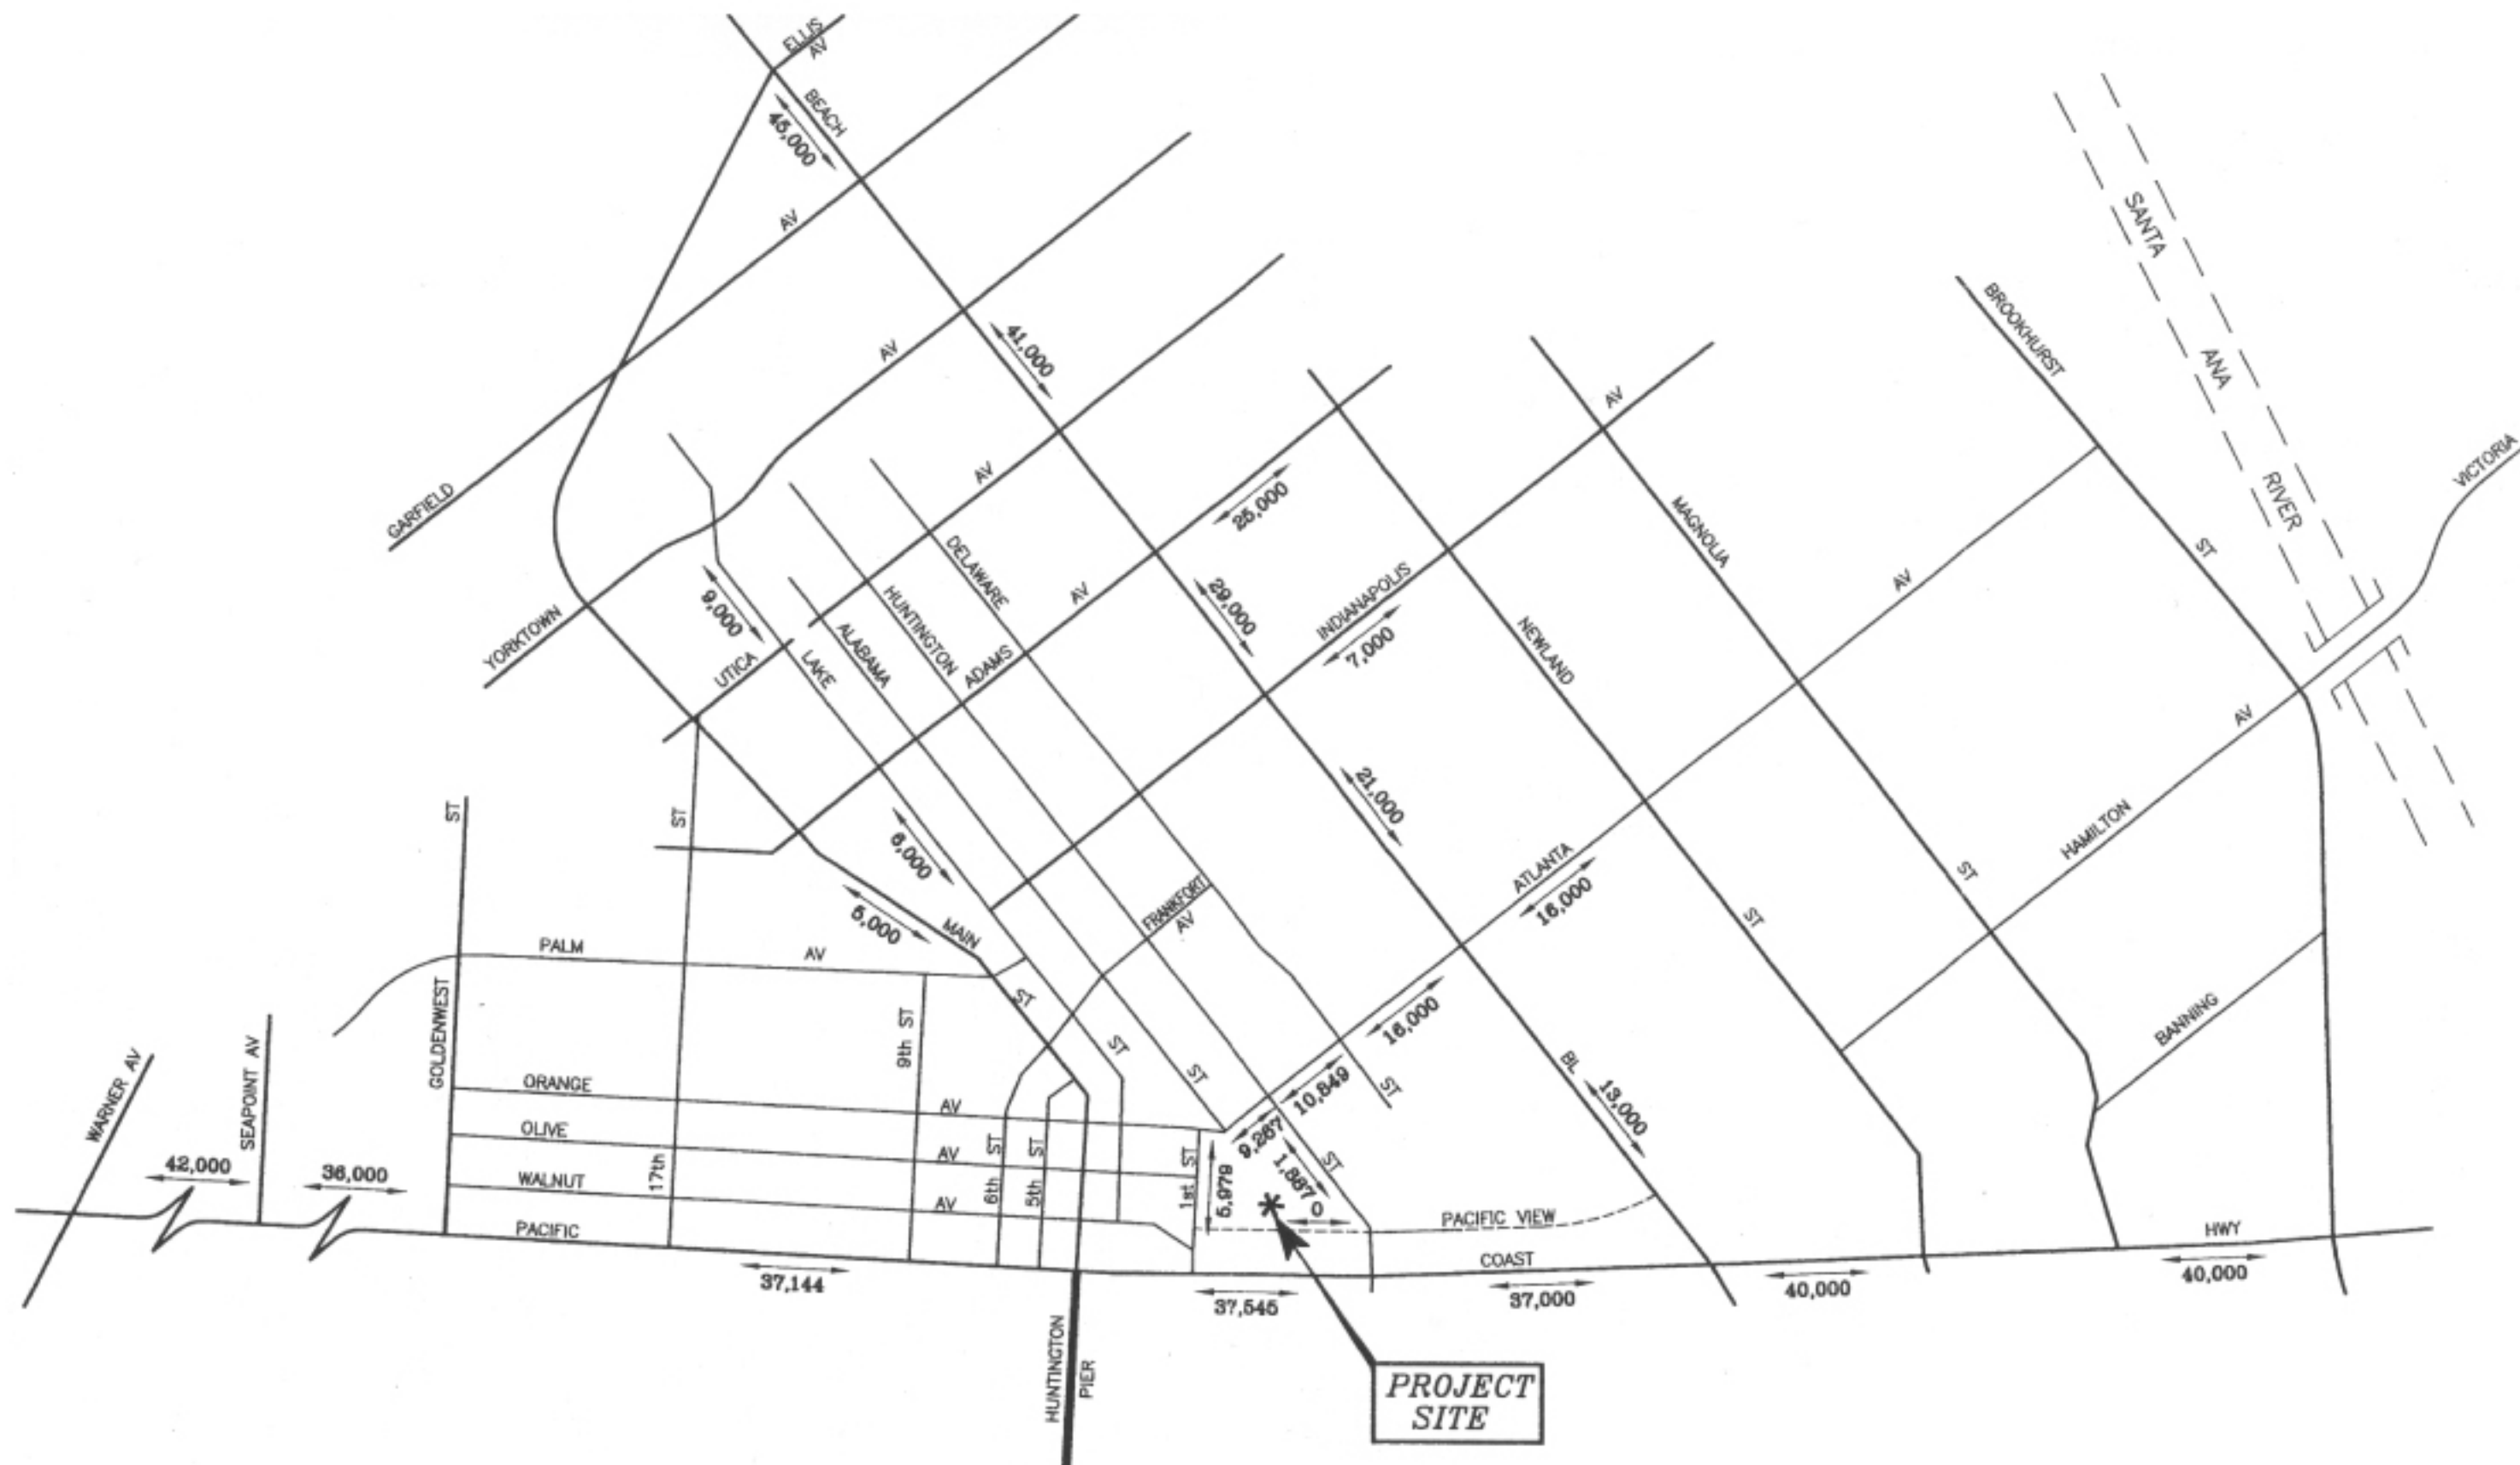 ELLIS
AV
BEACH
45,000
AV
SANTA
ANA
RIVER
BROOKHURST
41,000
AV
AV
VICTORIA
GARFIELD
AV
25,000
MAGNOLIA
ST
DELAWARE
AV
29,000
INDIANAPOLIS
7,000
AV
9,000
HUNTINGTON
YORKTOWN
UTICA
LAKE
ALABAMA
ADAMS
NEWLAND
AV
ST
ST
21,000
HAMILTON
6,000
ATLANTA
16,000
ST
5,000
FRANKFORT
AV
MAIN
ST
PALM
AV
ST
GOLDENWEST
16,000
BANNING
9th ST
ST
WARNER AV
SEAPOINT AV
ORANGE
AV
ST
10,849
ST
BL
13,000
OLIVE
AV
ST
ST
ST
9,267
ST
42,000
36,000
WALNUT
AV
17th
6th
5th
1st
5,979
1,887
0
PACIFIC VIEW
PACIFIC
COAST
HWY
37,144
37,545
37,000
40,000
40,000
HUNTINGTON
PIER
PROJECT
SITE